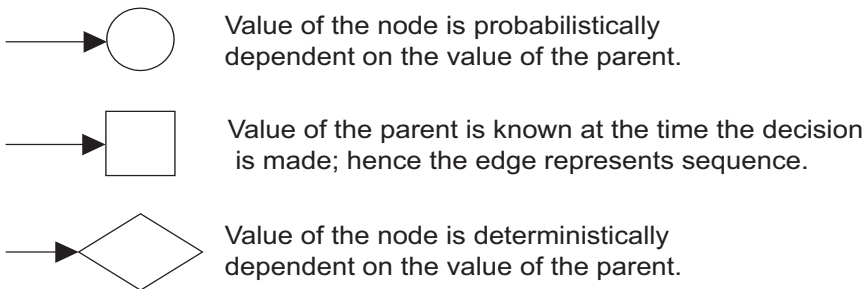 Value of the node is probabilistically
dependent on the value of the parent.
Value of the parent is known at the time the decision
is made; hence the edge represents sequence.
Value of the node is deterministically
dependent on the value of the parent.